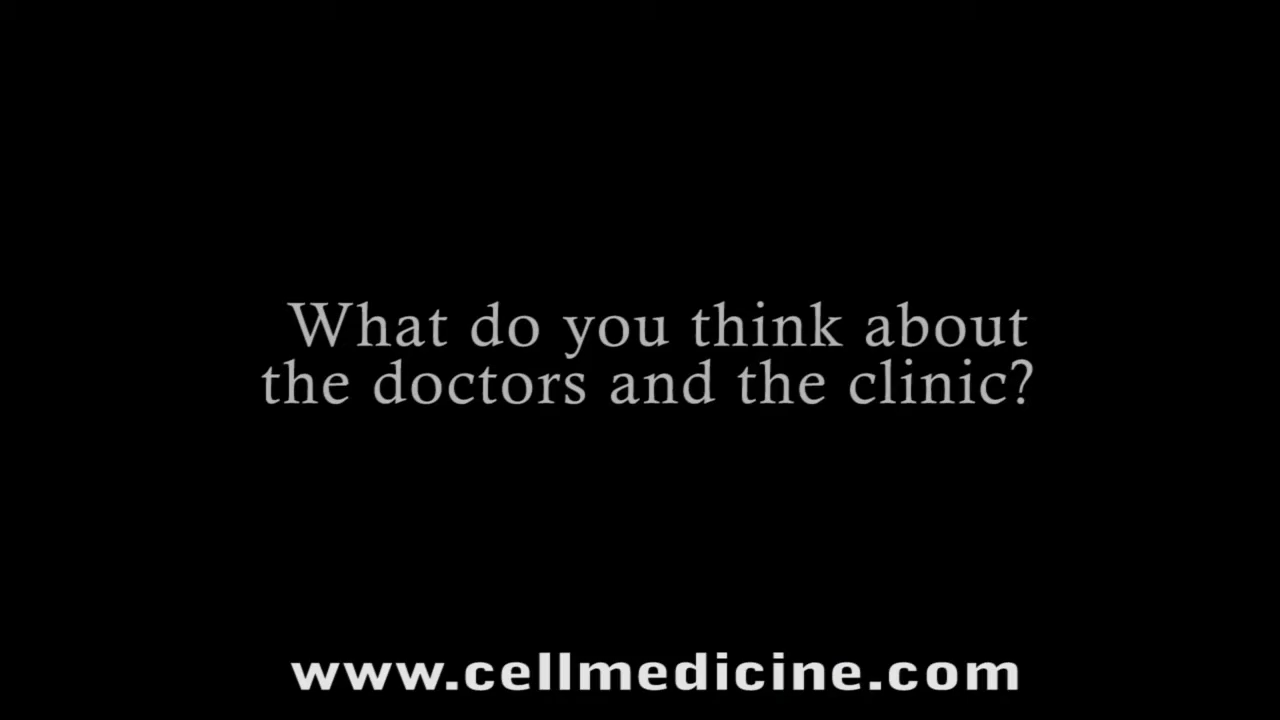 What do you think about
the doctors and the clinic?
www.cellmedicine.com